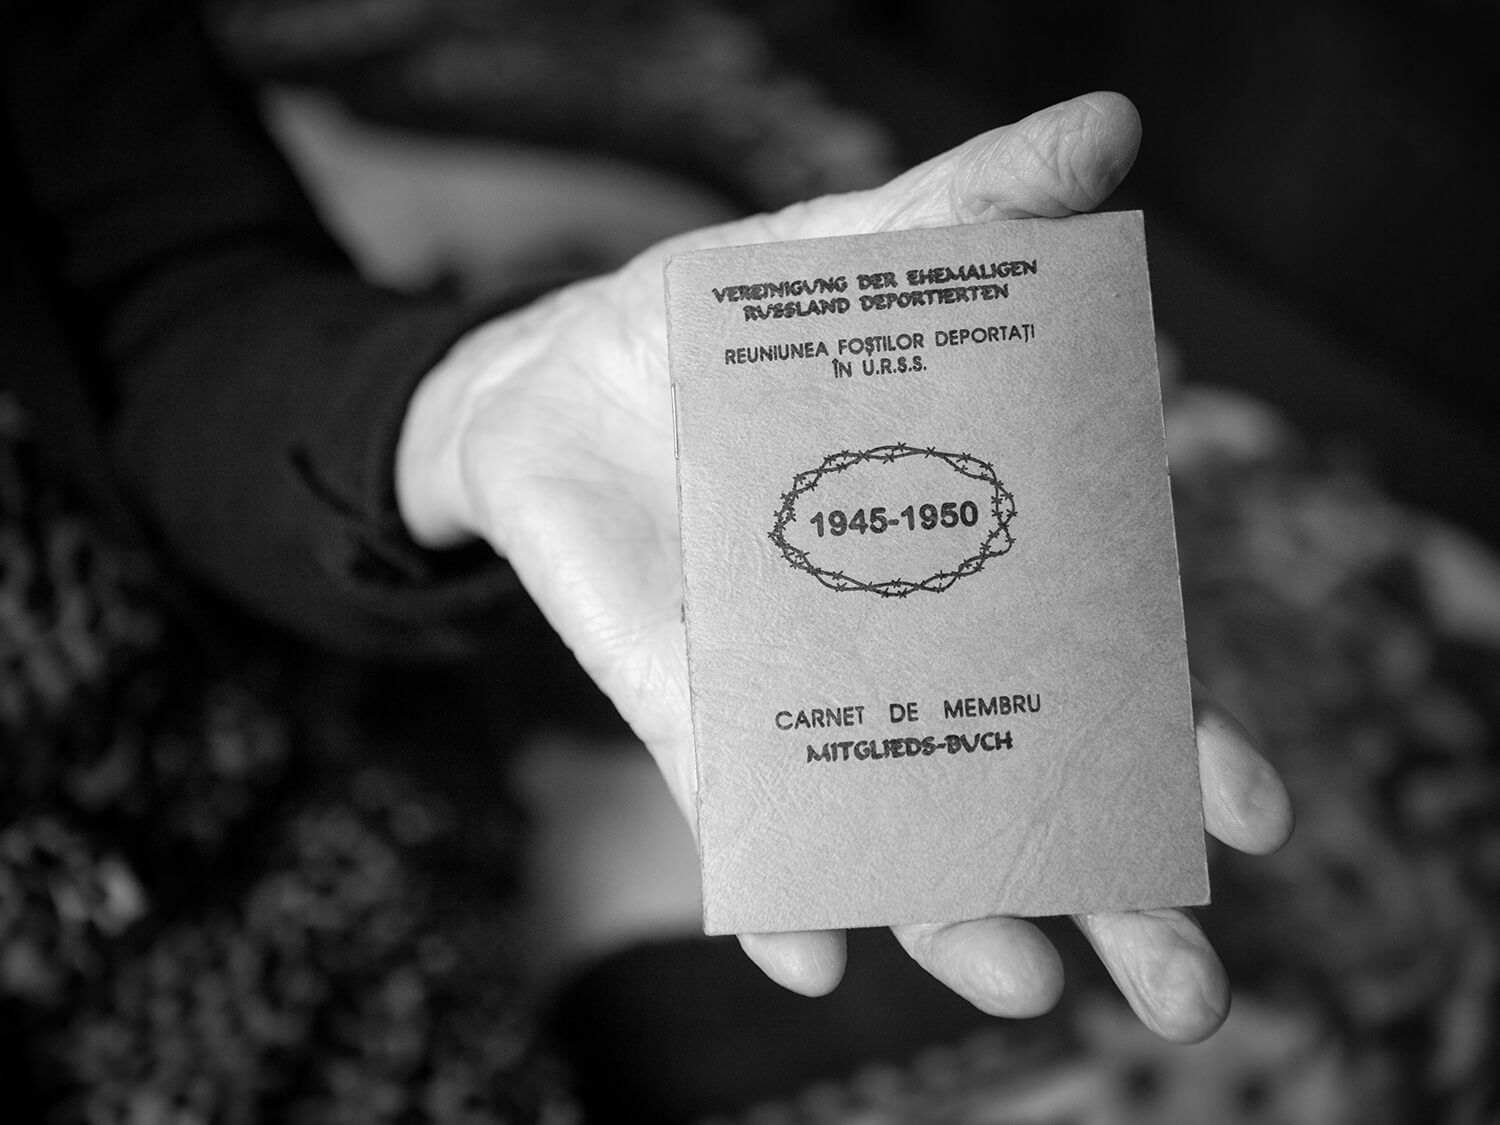 VEREINIGUNG DER EHEMALIGEN
RUSSLAND DEPORTIERTEN
REUNIUNEA FOȘTILOR DEPORTAȚI
ÎN U.R.S.S.
1945-1950
CARNET DE MEMBRU
MITGLIEDS-BUCH